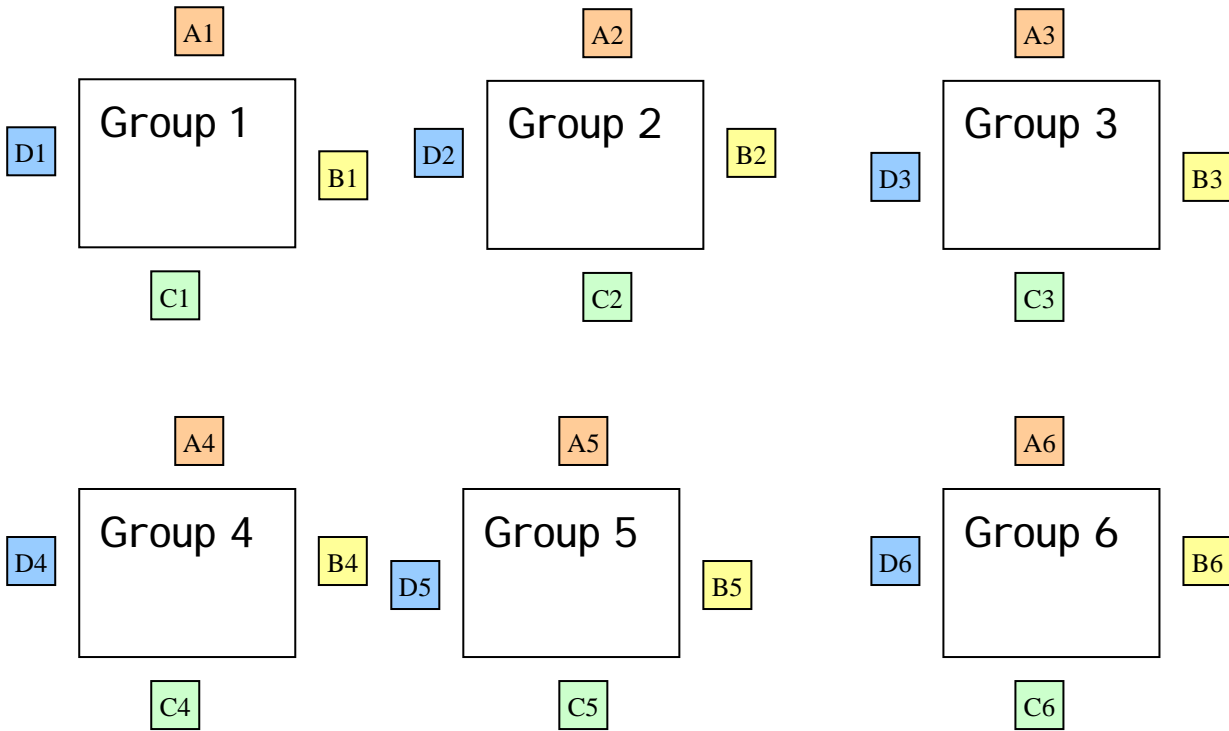 A1 A2 A3
Group 1 Group 2 Group 3
D1 B1 D2 B2 D3 B3
C1 C2 C3
A4 A5 A6
Group 4 Group 5 Group 6
D4 B4 D5 B5 D6 B6
C4 C5 C6